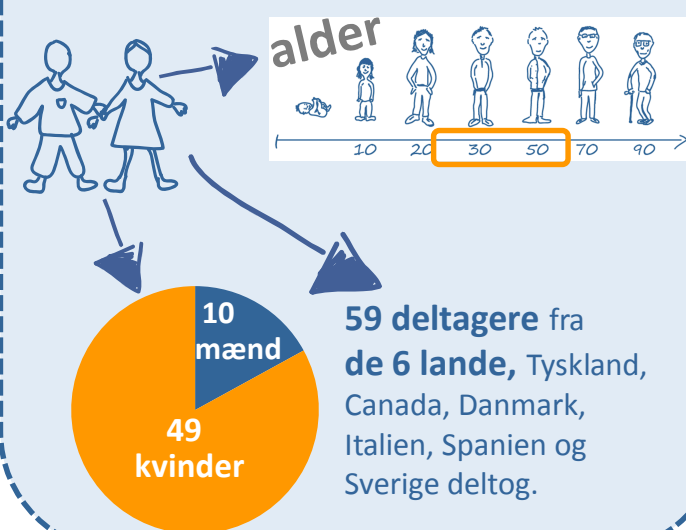 alder
10 20 30 50 70 90
10
mænd
49
kvinder
59 deltagere fra
de 6 lande, Tyskland,
Canada, Danmark,
Italien, Spanien og
Sverige deltog.